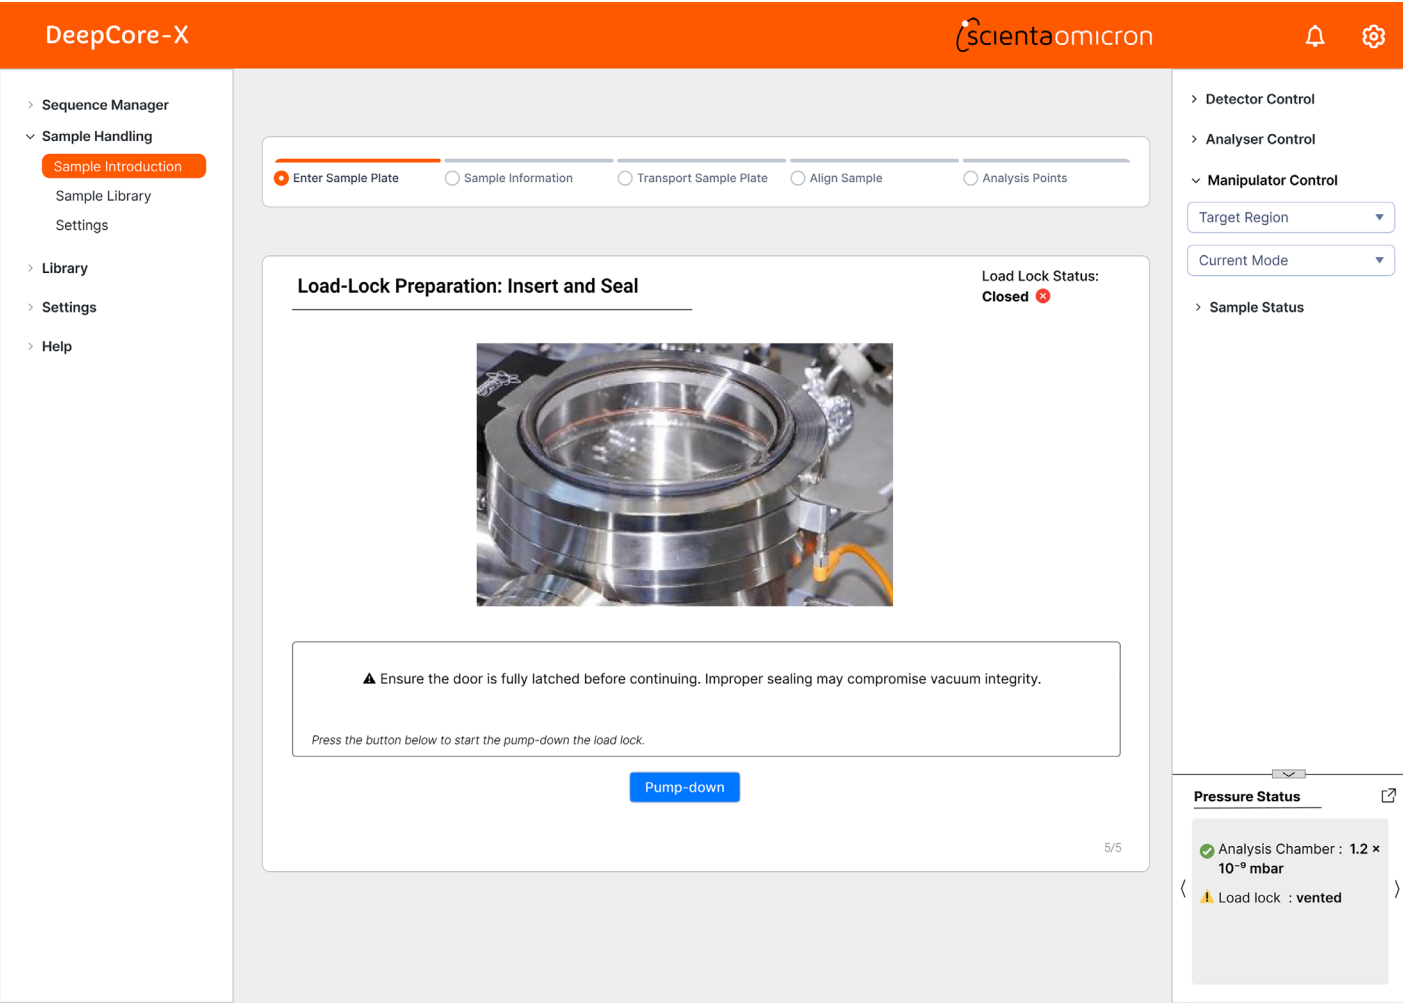 DeepCore-X
scientaomicron
Sequence Manager
Sample Handling
Sample Introduction
Sample Library
Settings
Library
Settings
Help
Enter Sample Plate
Sample Information
Transport Sample Plate
Align Sample
Analysis Points
Load-Lock Preparation: Insert and Seal
Load Lock Status:
Closed
Ensure the door is fully latched before continuing. Improper sealing may compromise vacuum integrity.
Press the button below to start the pump-down the load lock.
Pump-down
5/5
Detector Control
Analyser Control
Manipulator Control
Target Region
Current Mode
Sample Status
Pressure Status
Analysis Chamber : 1.2 ×
10⁻⁹ mbar
Load lock : vented